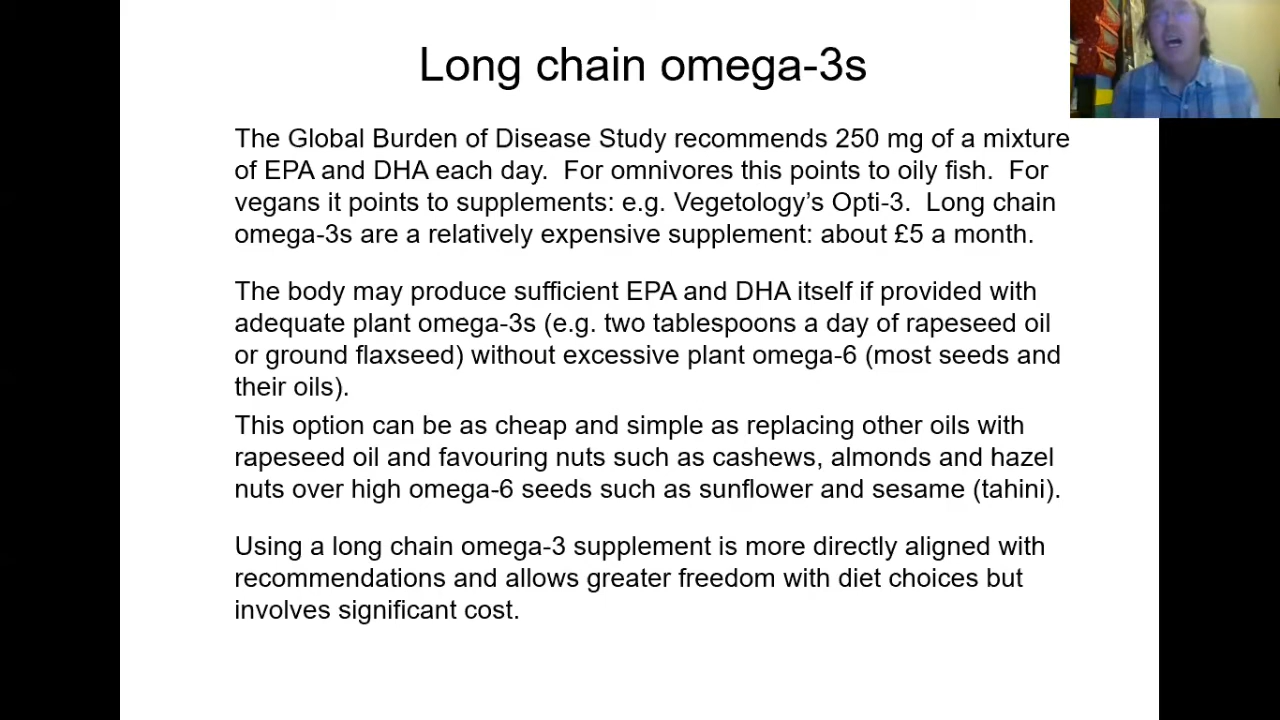 Long chain omega-3s
The Global Burden of Disease Study recommends 250 mg of a mixture
of EPA and DHA each day.  For omnivores this points to oily fish.  For
vegans it points to supplements: e.g. Vegetology’s Opti-3.  Long chain
omega-3s are a relatively expensive supplement: about £5 a month.
The body may produce sufficient EPA and DHA itself if provided with
adequate plant omega-3s (e.g. two tablespoons a day of rapeseed oil
or ground flaxseed) without excessive plant omega-6 (most seeds and
their oils).
This option can be as cheap and simple as replacing other oils with
rapeseed oil and favouring nuts such as cashews, almonds and hazel
nuts over high omega-6 seeds such as sunflower and sesame (tahini).
Using a long chain omega-3 supplement is more directly aligned with
recommendations and allows greater freedom with diet choices but
involves significant cost.